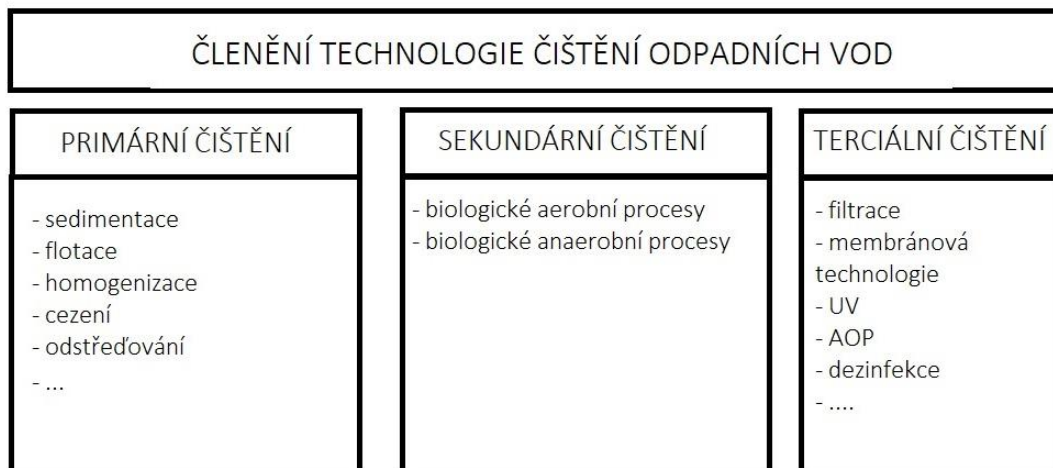 ČLENĚNÍ TECHNOLOGIE ČIŠTĚNÍ ODPADNÍCH VOD
PRIMÁRNÍ ČIŠTĚNÍ
- sedimentace
- flotace
- homogenizace
- cezení
- odstřeďování
- ...
SEKUNDÁRNÍ ČIŠTĚNÍ
- biologické aerobní procesy
- biologické anaerobní procesy
TERCIÁLNÍ ČIŠTĚNÍ
- filtrace
- membránová
technologie
- UV
- AOP
- dezinfekce
- ....